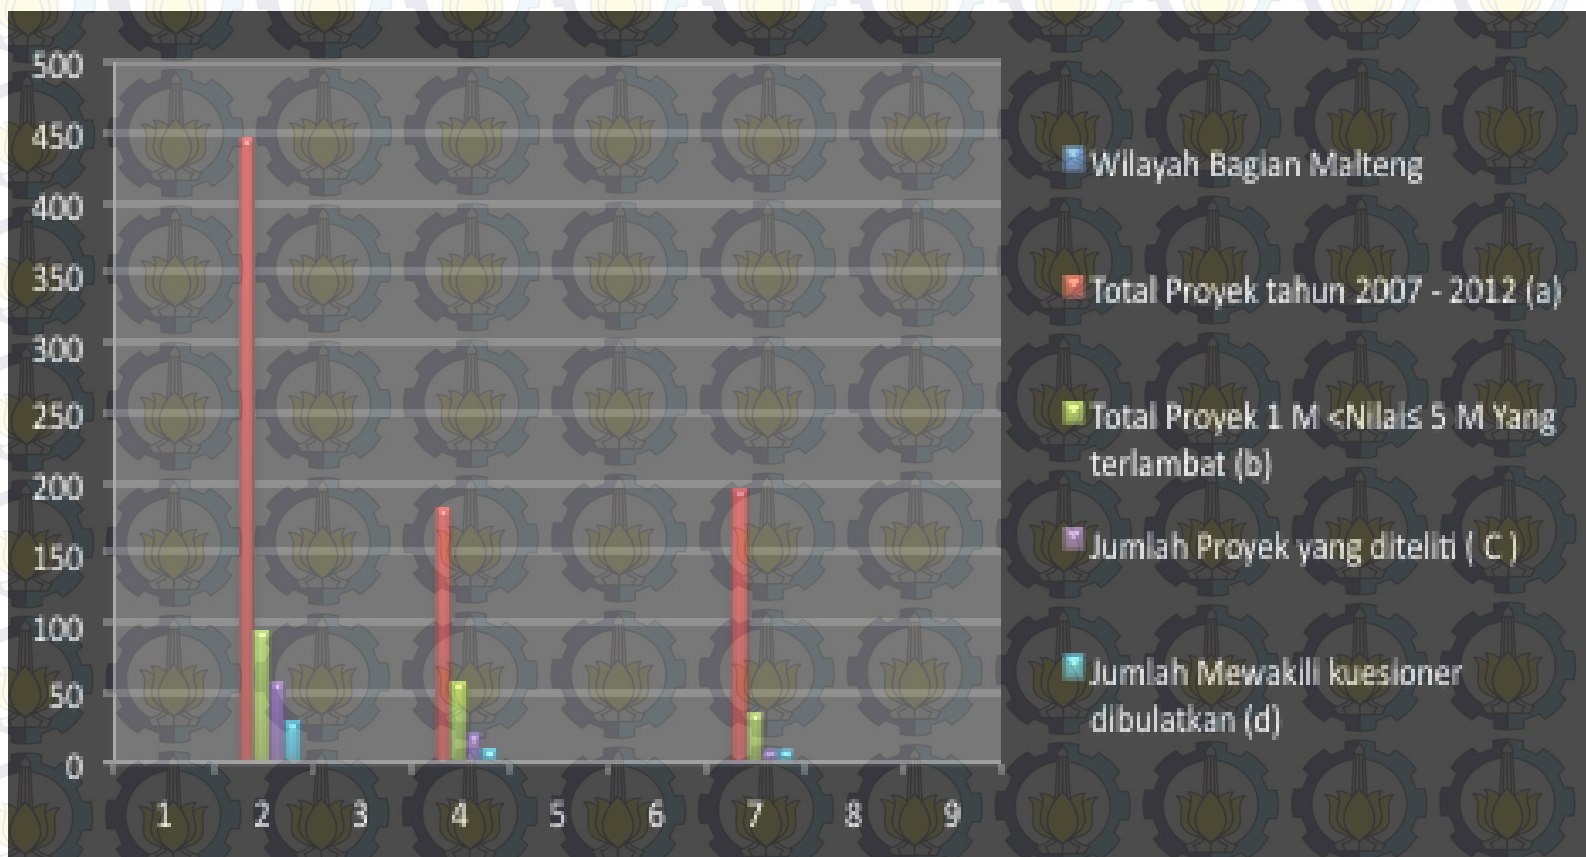 500
450
400
350
300
250
200
150
100
50
0
1 2 3 4 5 6 7 8 9
Wilayah Bagian Malteng
Total Proyek tahun 2007 - 2012 (a)
Total Proyek 1 M <Nilai≤ 5 M Yang
terlambat (b)
Jumlah Proyek yang diteliti ( C )
Jumlah Mewakili kuesioner
dibulatkan (d)